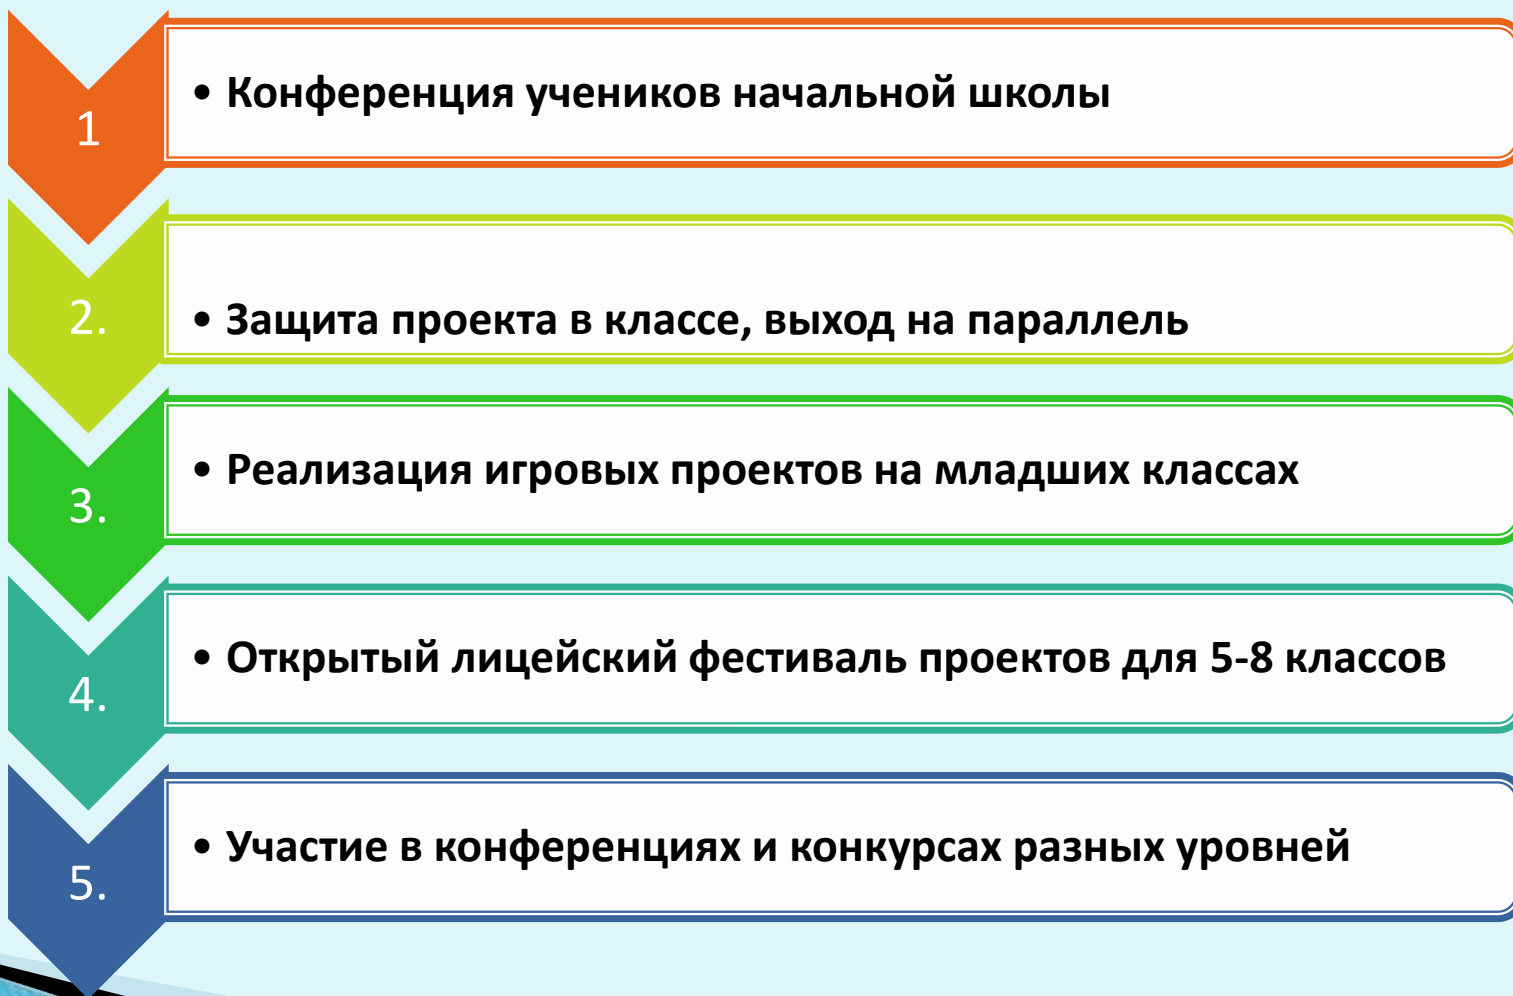 1
• Конференция учеников начальной школы
2.
• Защита проекта в классе, выход на параллель
3.
• Реализация игровых проектов на младших классах
4.
• Открытый лицейский фестиваль проектов для 5-8 классов
5.
• Участие в конференциях и конкурсах разных уровней